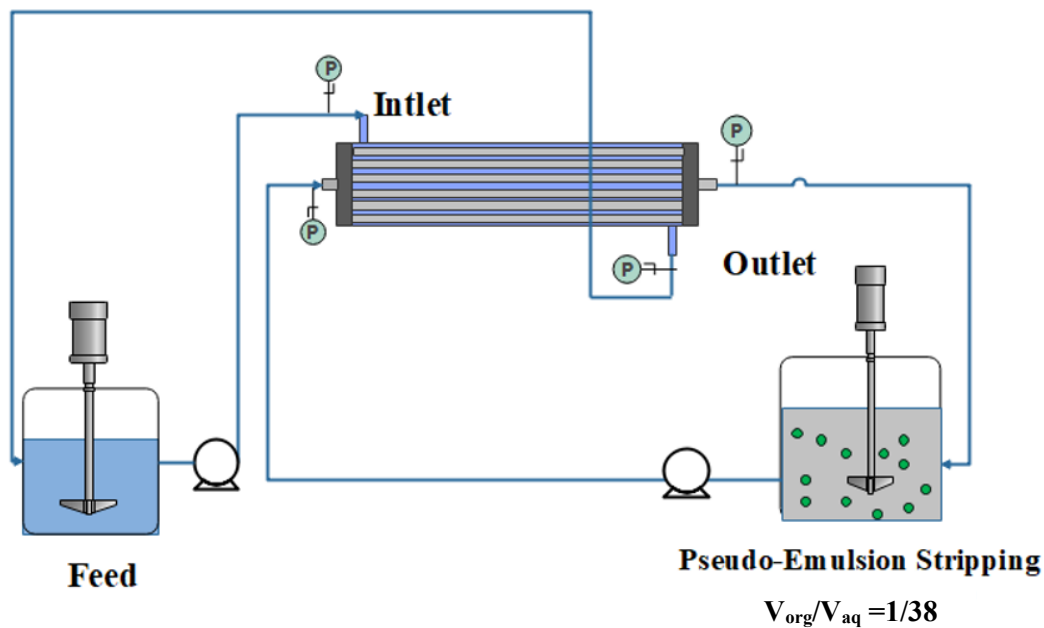 P
Intlet
P
P
P
Outlet
Feed
Pseudo-Emulsion Stripping
Vorg/Vaq =1/38